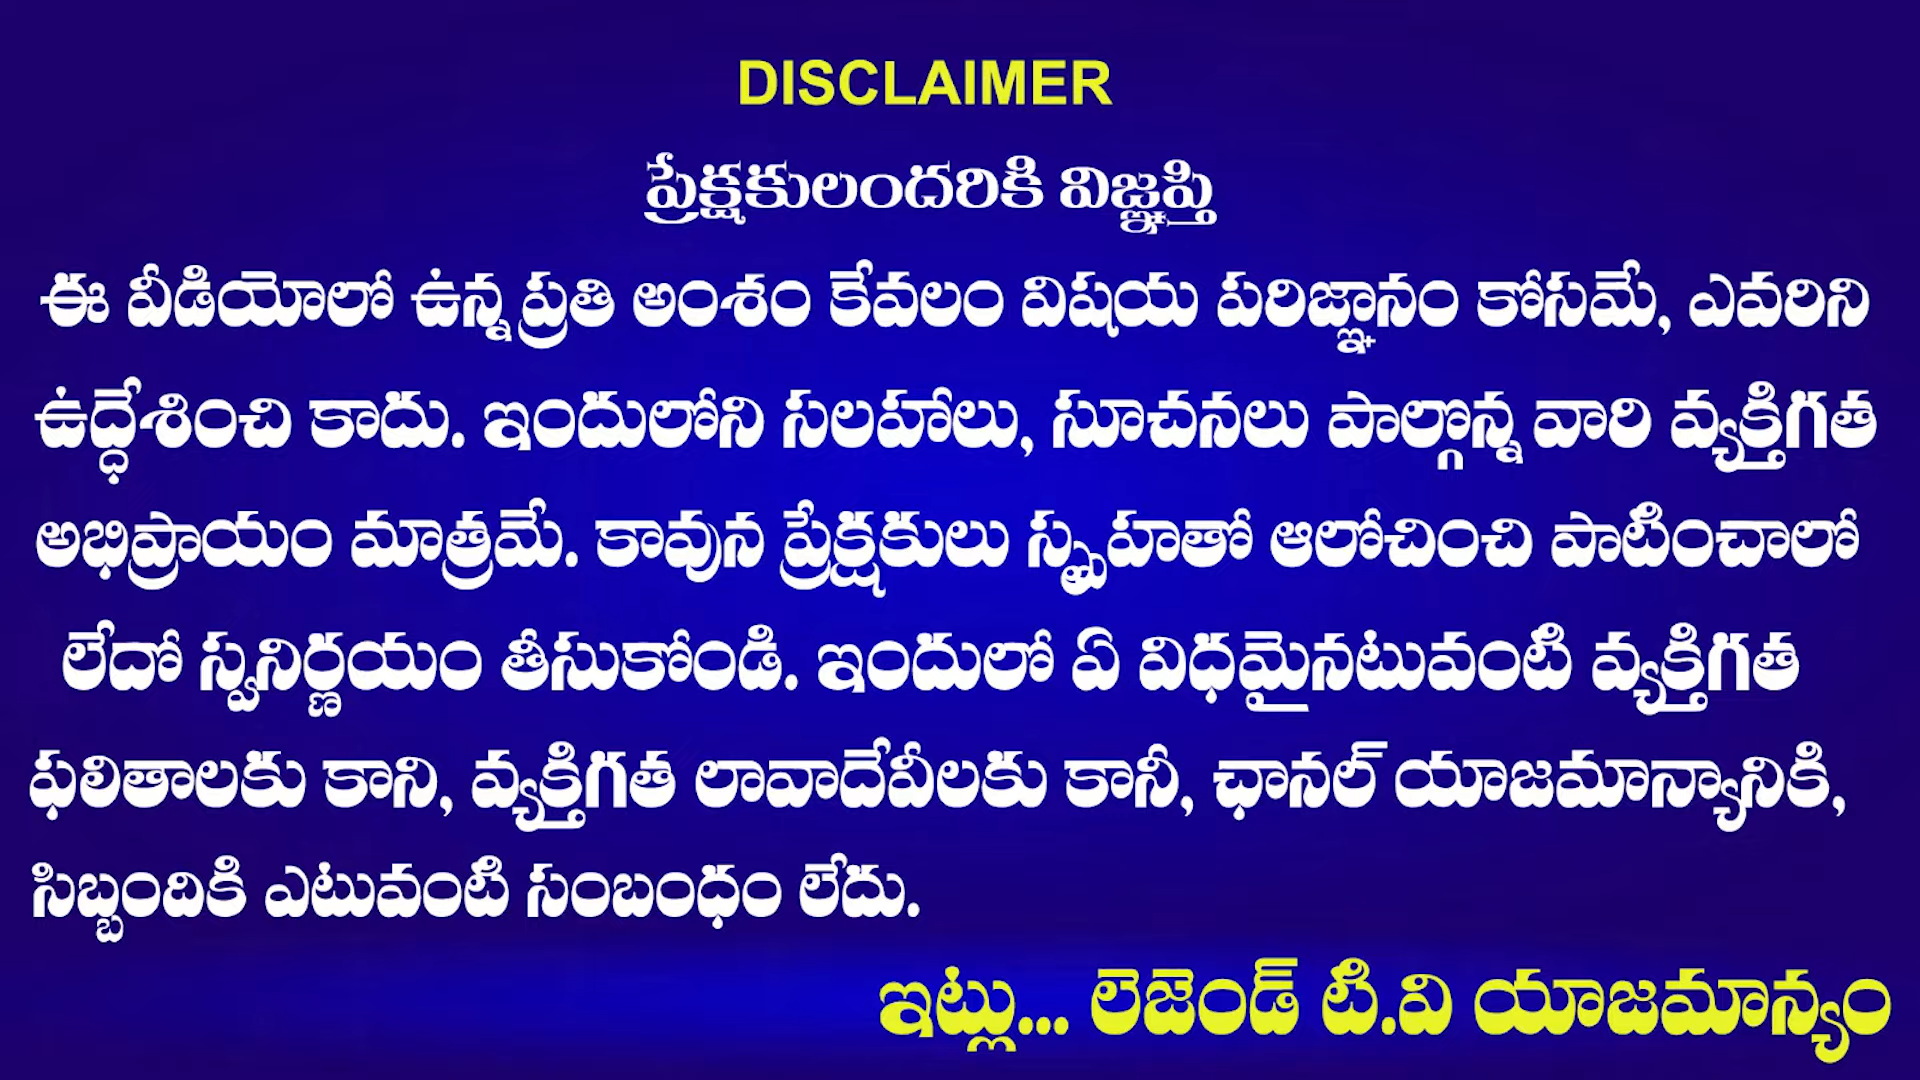 DISCLAIMER
ప్రేక్షకులందరికి విజ్ఞప్తి
ఈ వీడియోలో ఉన్న ప్రతి అంశం కేవలం విషయ పరిజ్ఞానం కోసమే, ఎవరిని
ఉద్ధేశించి కాదు. ఇందులోని సలహాలు, సూచనలు పాల్గొన్న వారి వ్యక్తిగత
అభిప్రాయం మాత్రమే. కావున ప్రేక్షకులు స్పృహతో ఆలోచించి పాటించాలో
లేదో స్వనిర్ణయం తీసుకోండి. ఇందులో ఏ విధమైనటువంటి వ్యక్తిగత
ఫలితాలకు కాని, వ్యక్తిగత లావాదేవీలకు కానీ, ఛానల్ యాజమాన్యానికి,
సిబ్బందికి ఎటువంటి సంబంధం లేదు.
ఇట్లు... లెజెండ్ టి.వి యాజమాన్యం